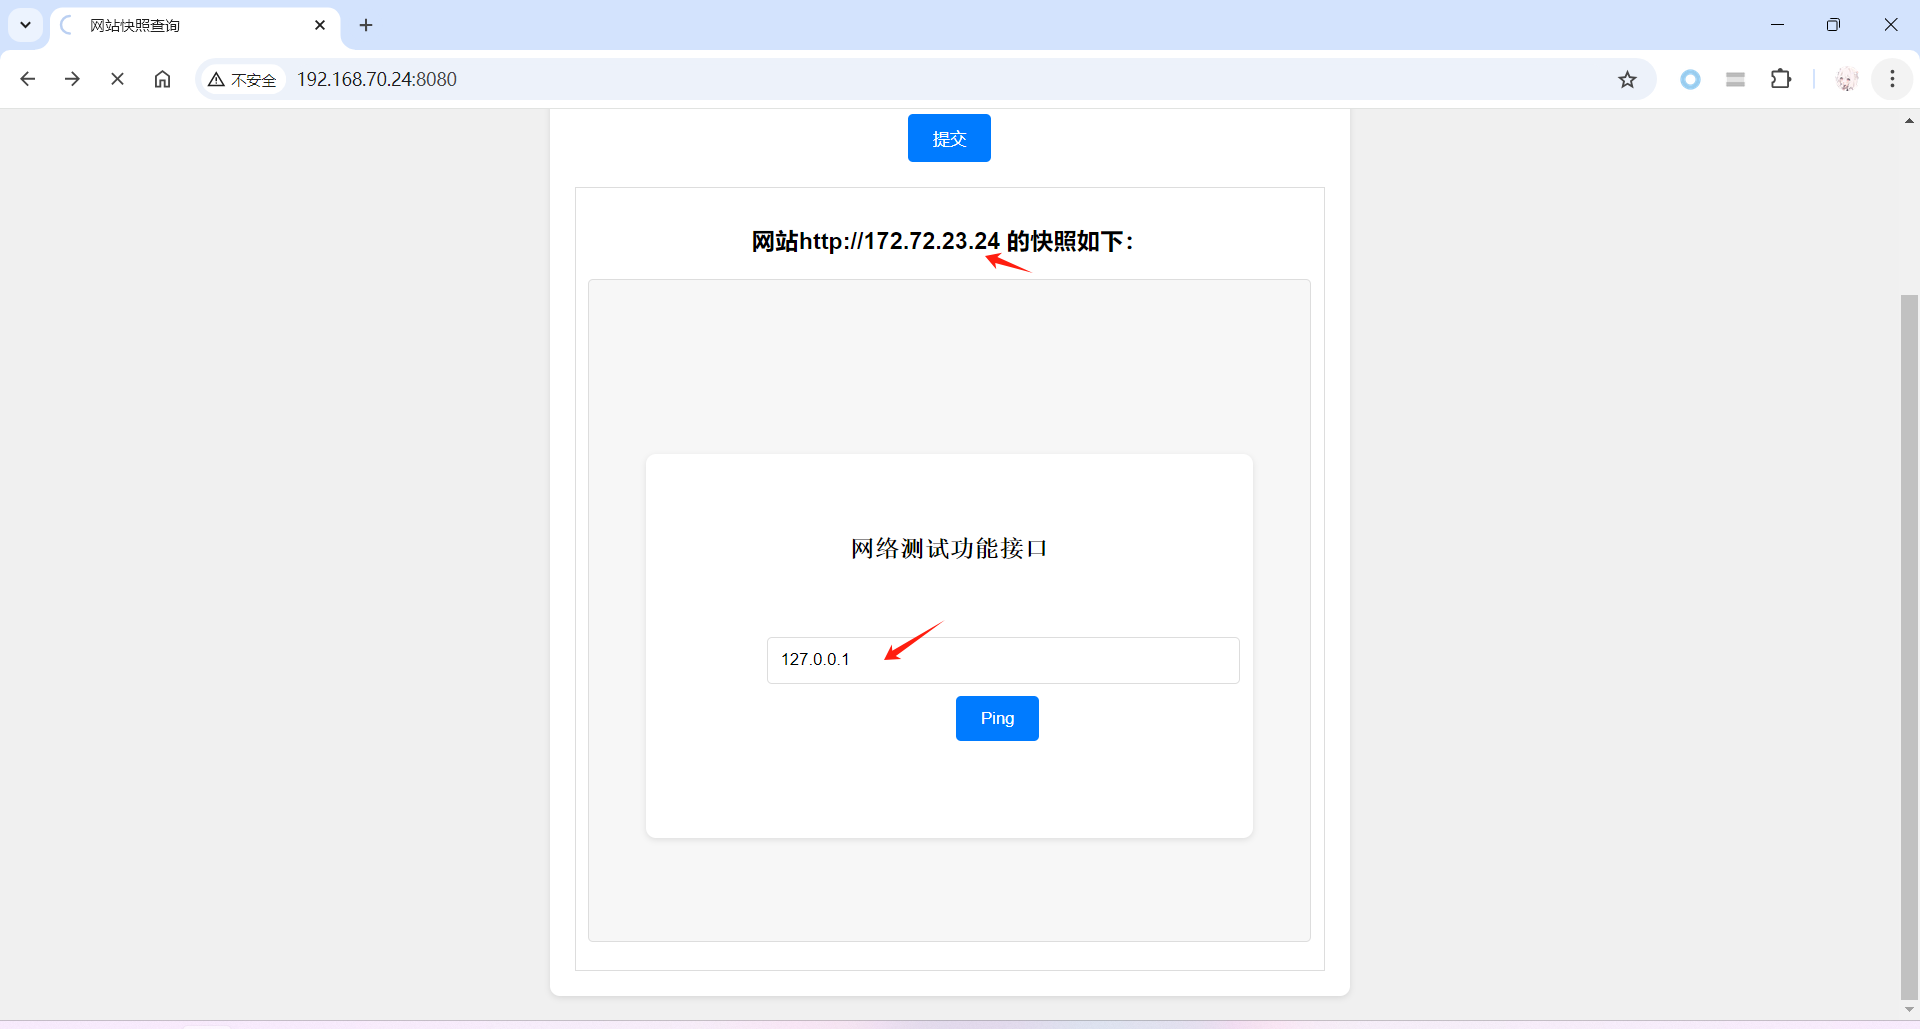 网站快照查询
不安全
192.168.70.24:8080
提交
网站http://172.72.23.24 的快照如下：
网络测试功能接口
127.0.0.1
Ping